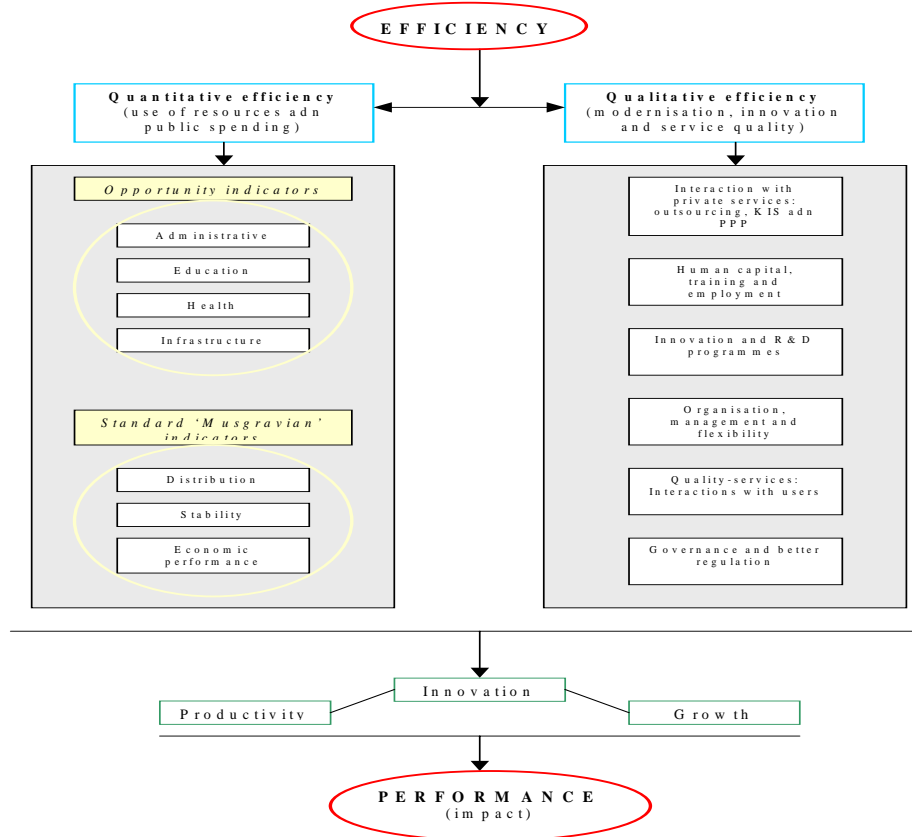 EFFICIENCY
Quantitative efficiency
(use of resources adn
public spending)
Qualitative efficiency
(modernisation, innovation
and service quality)
Opportunity indicators
Administrative
Education
Health
Infrastructure
Standard ‘Musgravian’
indicators
Distribution
Stability
Economic
performance
Interaction with
private services:
outsourcing, KIS adn
PPP
Human capital,
training and
employment
Innovation and R & D
programmes
Organisation,
management and
flexibility
Quality-services:
Interactions with users
Governance and better
regulation
Innovation
Productivity
Growth
PERFORMANCE
(impact)